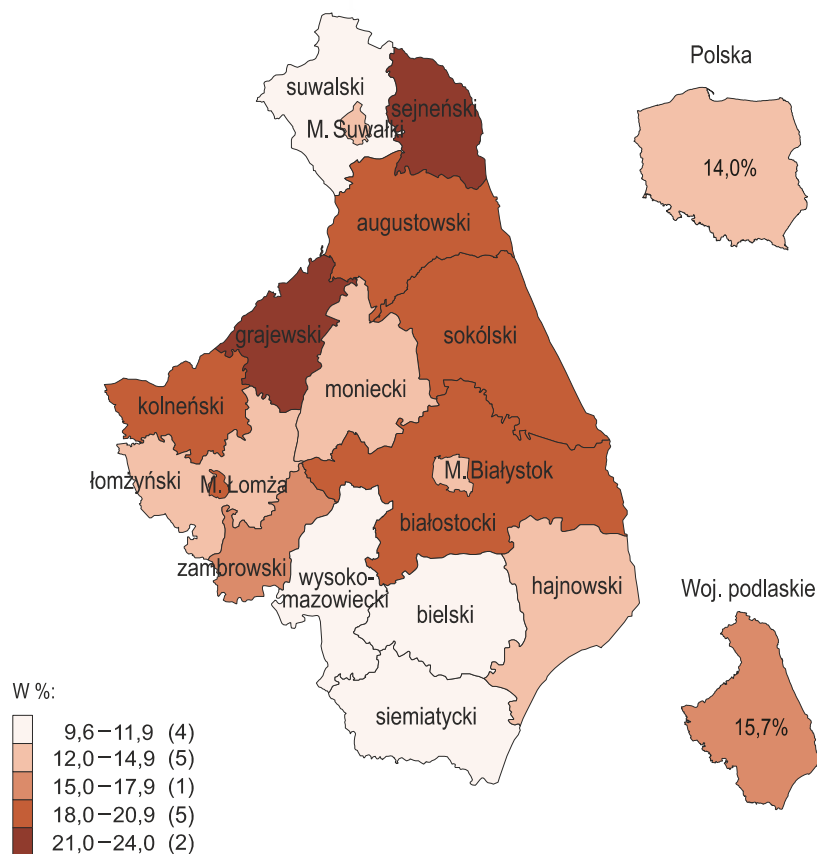 Polska
suwalski
sejneński
M. Suwałki
14,0%
augustowski
grajewski
sokólski
moniecki
kolneński
M. Białystok
łomżyński
M. Łomża
białostocki
zambrowski
wysoko-
mazowiecki
hajnowski
Woj. podlaskie
bielski
W %:
siemiatycki
15,7%
9,6–11,9 (4)
12,0–14,9 (5)
15,0–17,9 (1)
18,0–20,9 (5)
21,0–24,0 (2)